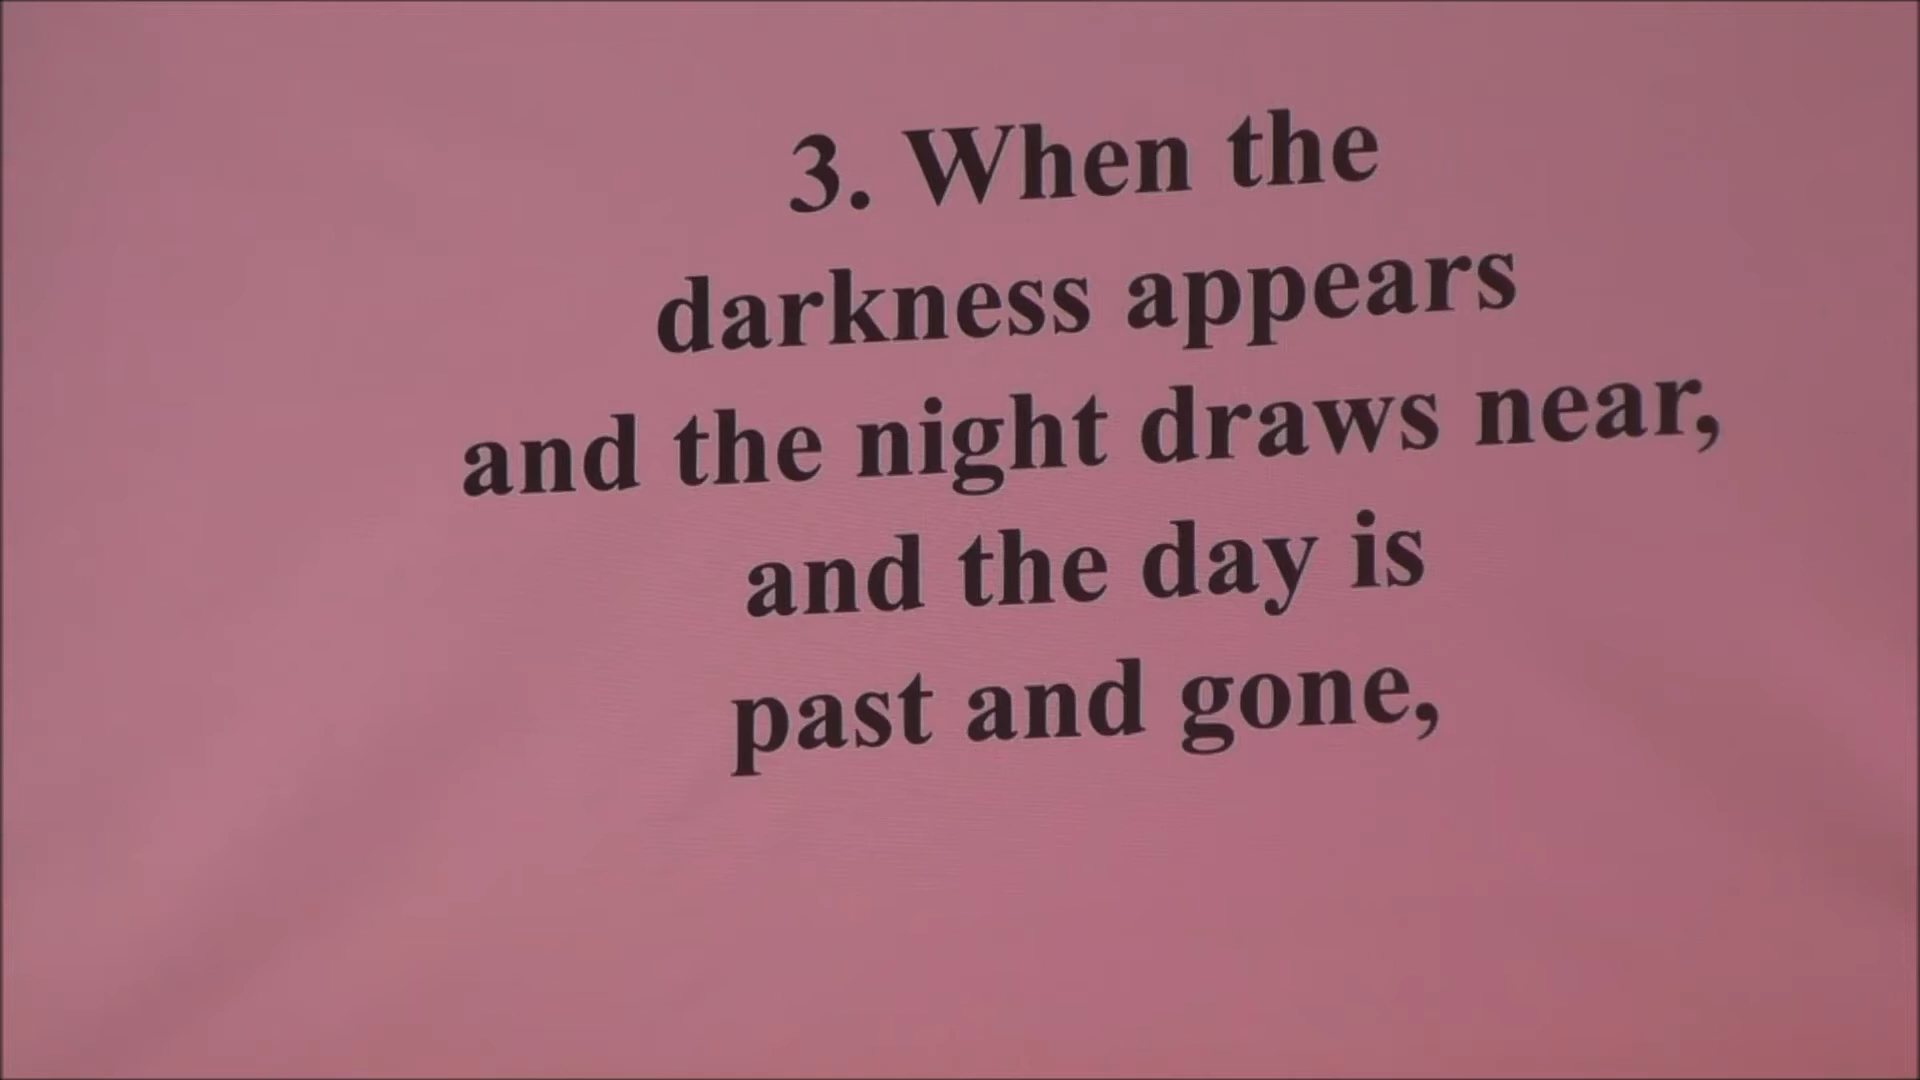 3. When the
darkness appears
and the night draws near,
and the day is
past and gone,